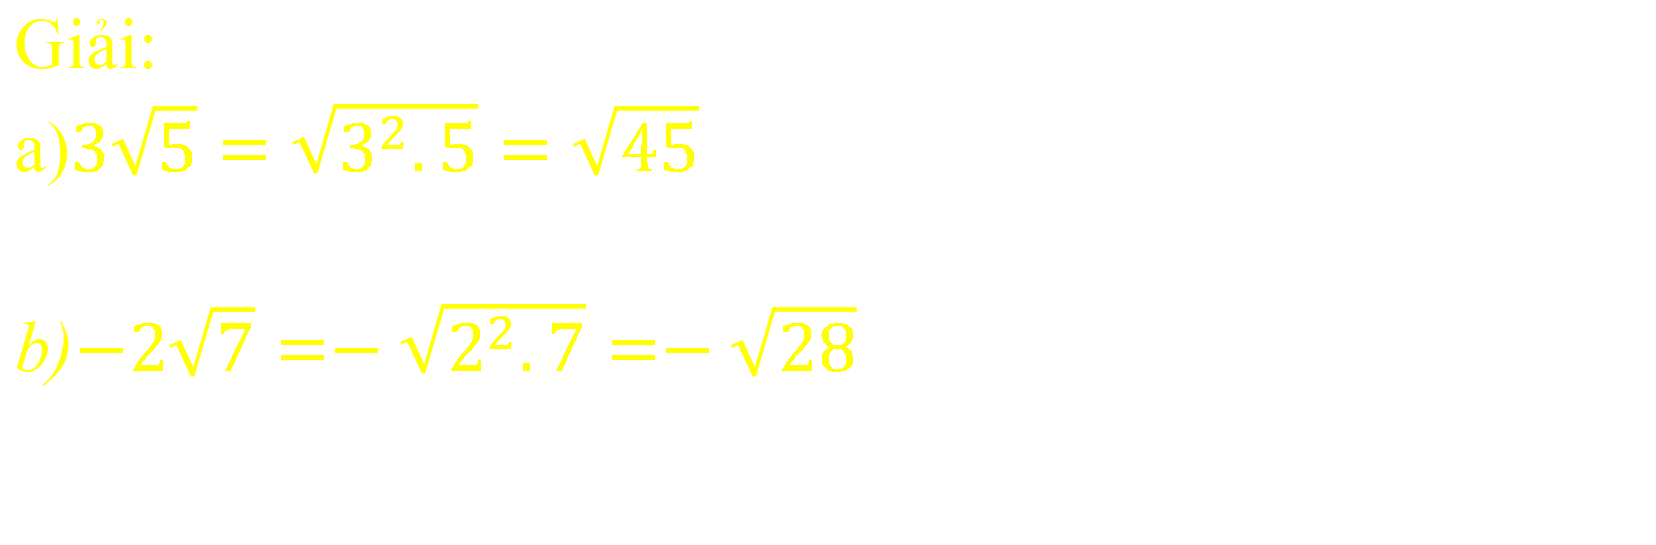 Giải:
a)3√5 = √(3².5) = √45
b)−2√7 =− √(2².7) =− √28